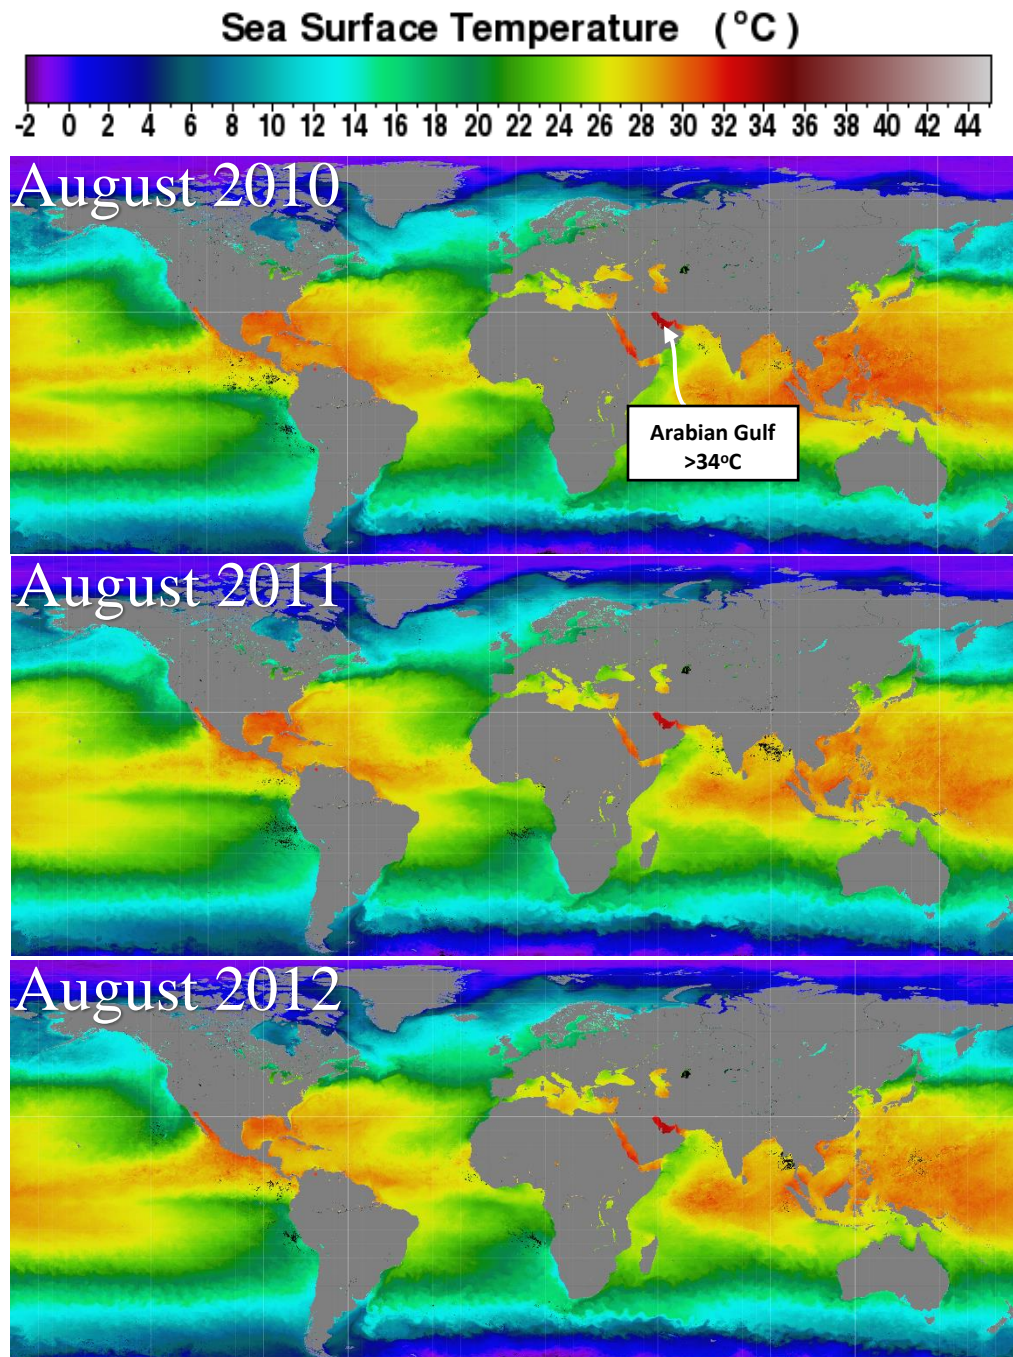 Sea Surface Temperature (°C)
-2 0 2 4 6 8 10 12 14 16 18 20 22 24 26 28 30 32 34 36 38 40 42 44
August 2010
Arabian Gulf
>34°C
August 2011
August 2012